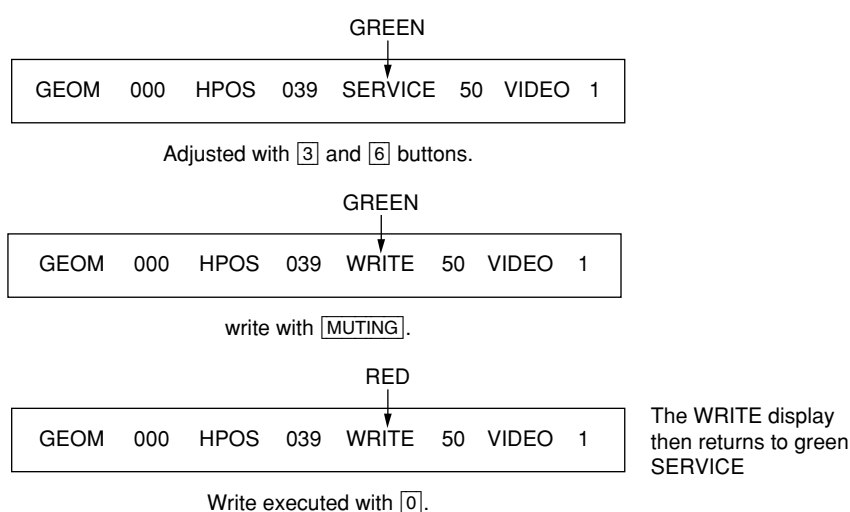 GREEN
GEOM 000 HPOS 039 SERVICE 50 VIDEO 1
Adjusted with 3 and 6 buttons.
GREEN
GEOM 000 HPOS 039 WRITE 50 VIDEO 1
write with MUTING.
RED
GEOM 000 HPOS 039 WRITE 50 VIDEO 1
The WRITE display
then returns to green
SERVICE
Write executed with 0.